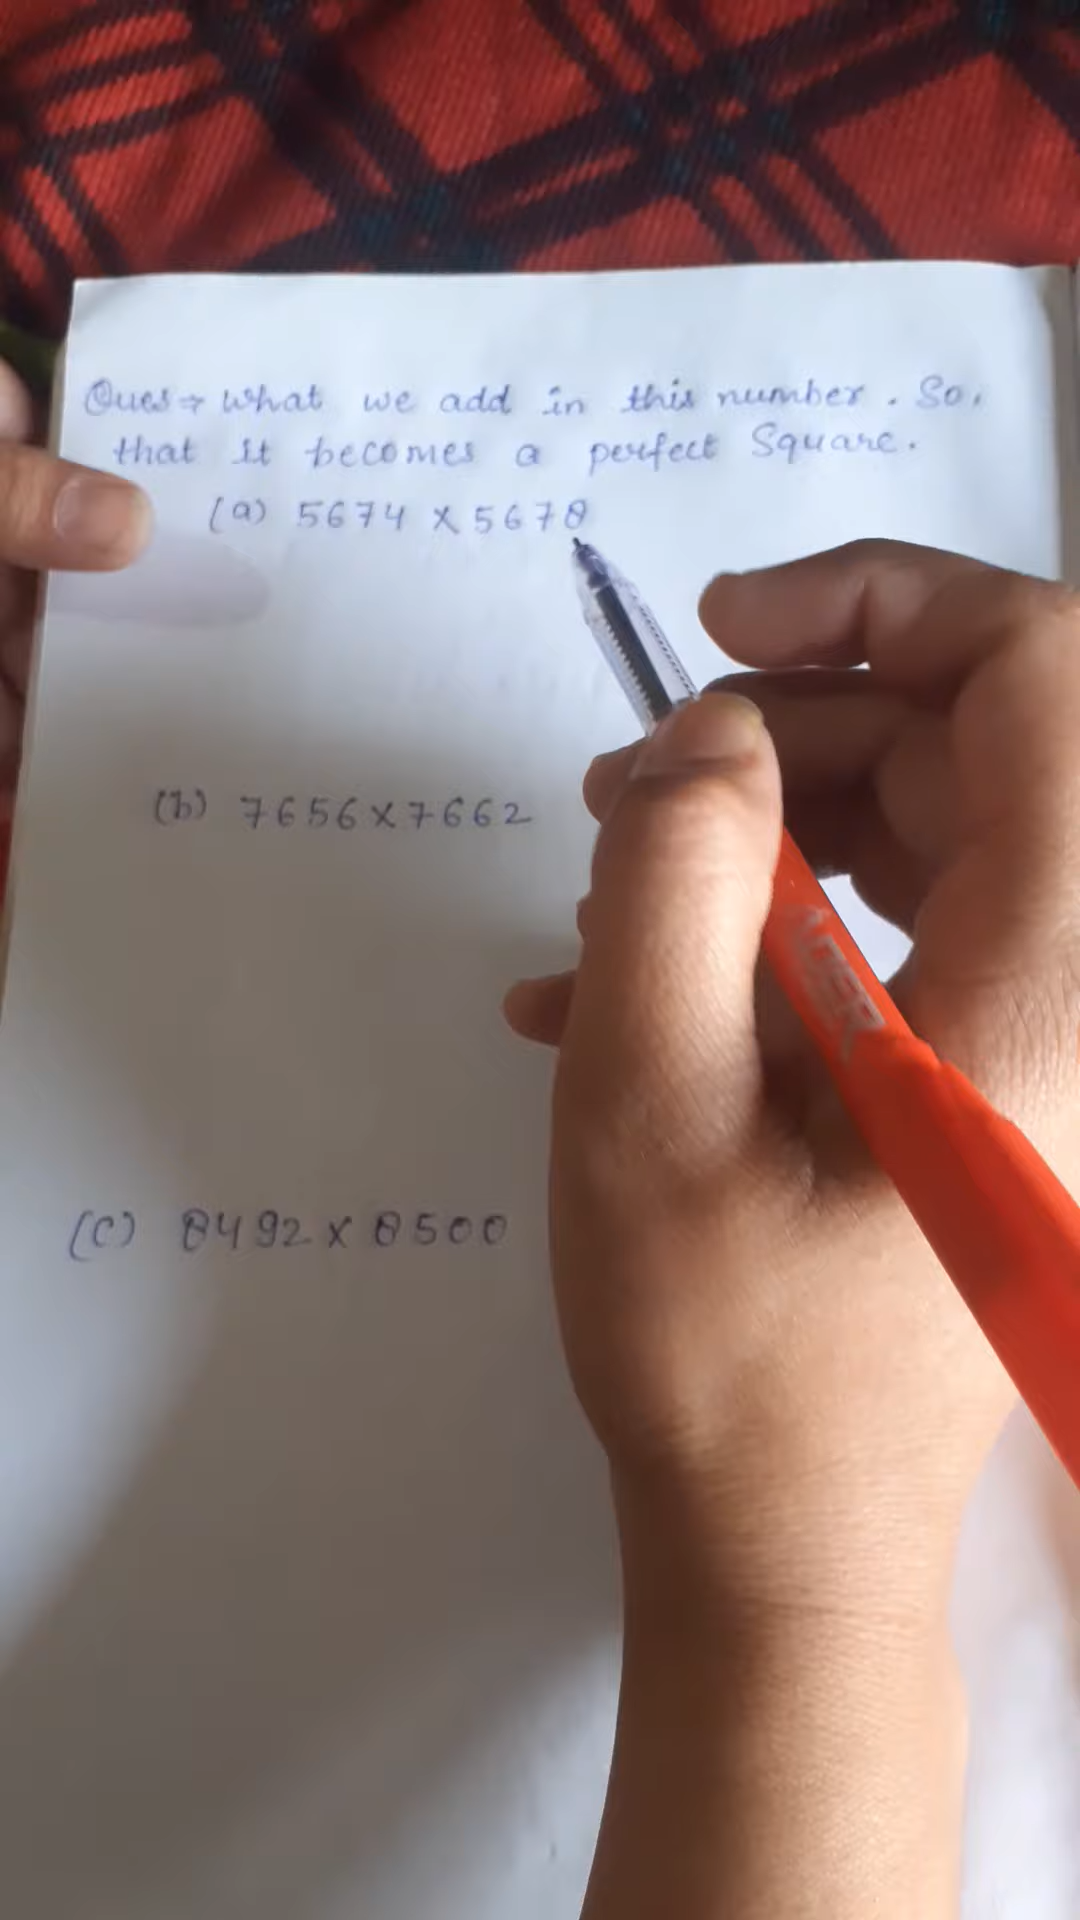 Ques → What we add in this number. So,
that it becomes a perfect Square.
(a) 5674 x 5678
(b) 7656 x 7662
(C) 8492 x 8500